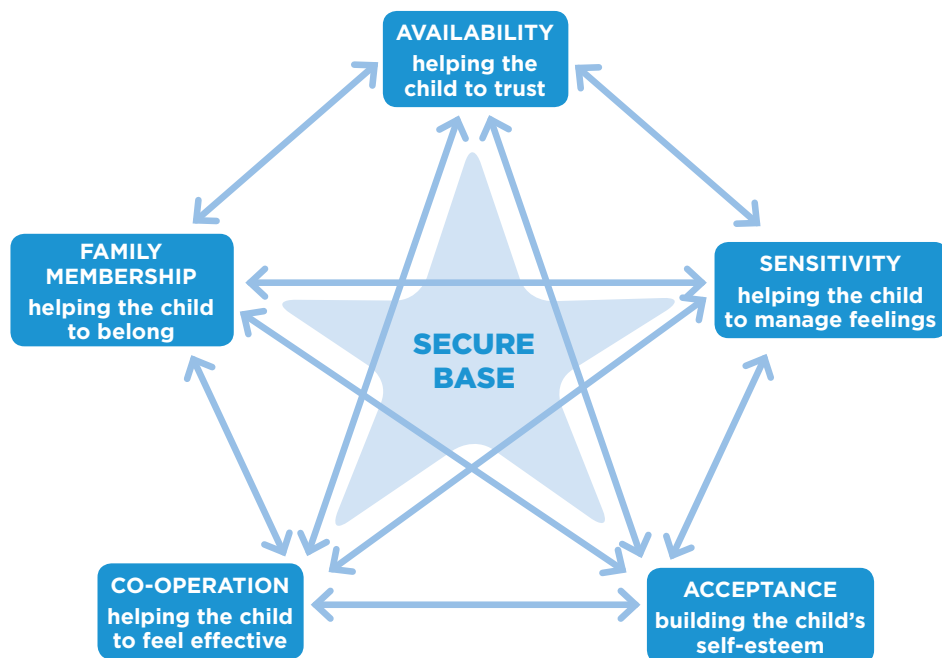 AVAILABILITY
helping the
child to trust
FAMILY
MEMBERSHIP
helping the child
to belong
SENSITIVITY
helping the child
to manage feelings
SECURE
BASE
CO-OPERATION
helping the child
to feel effective
ACCEPTANCE
building the child's
self-esteem